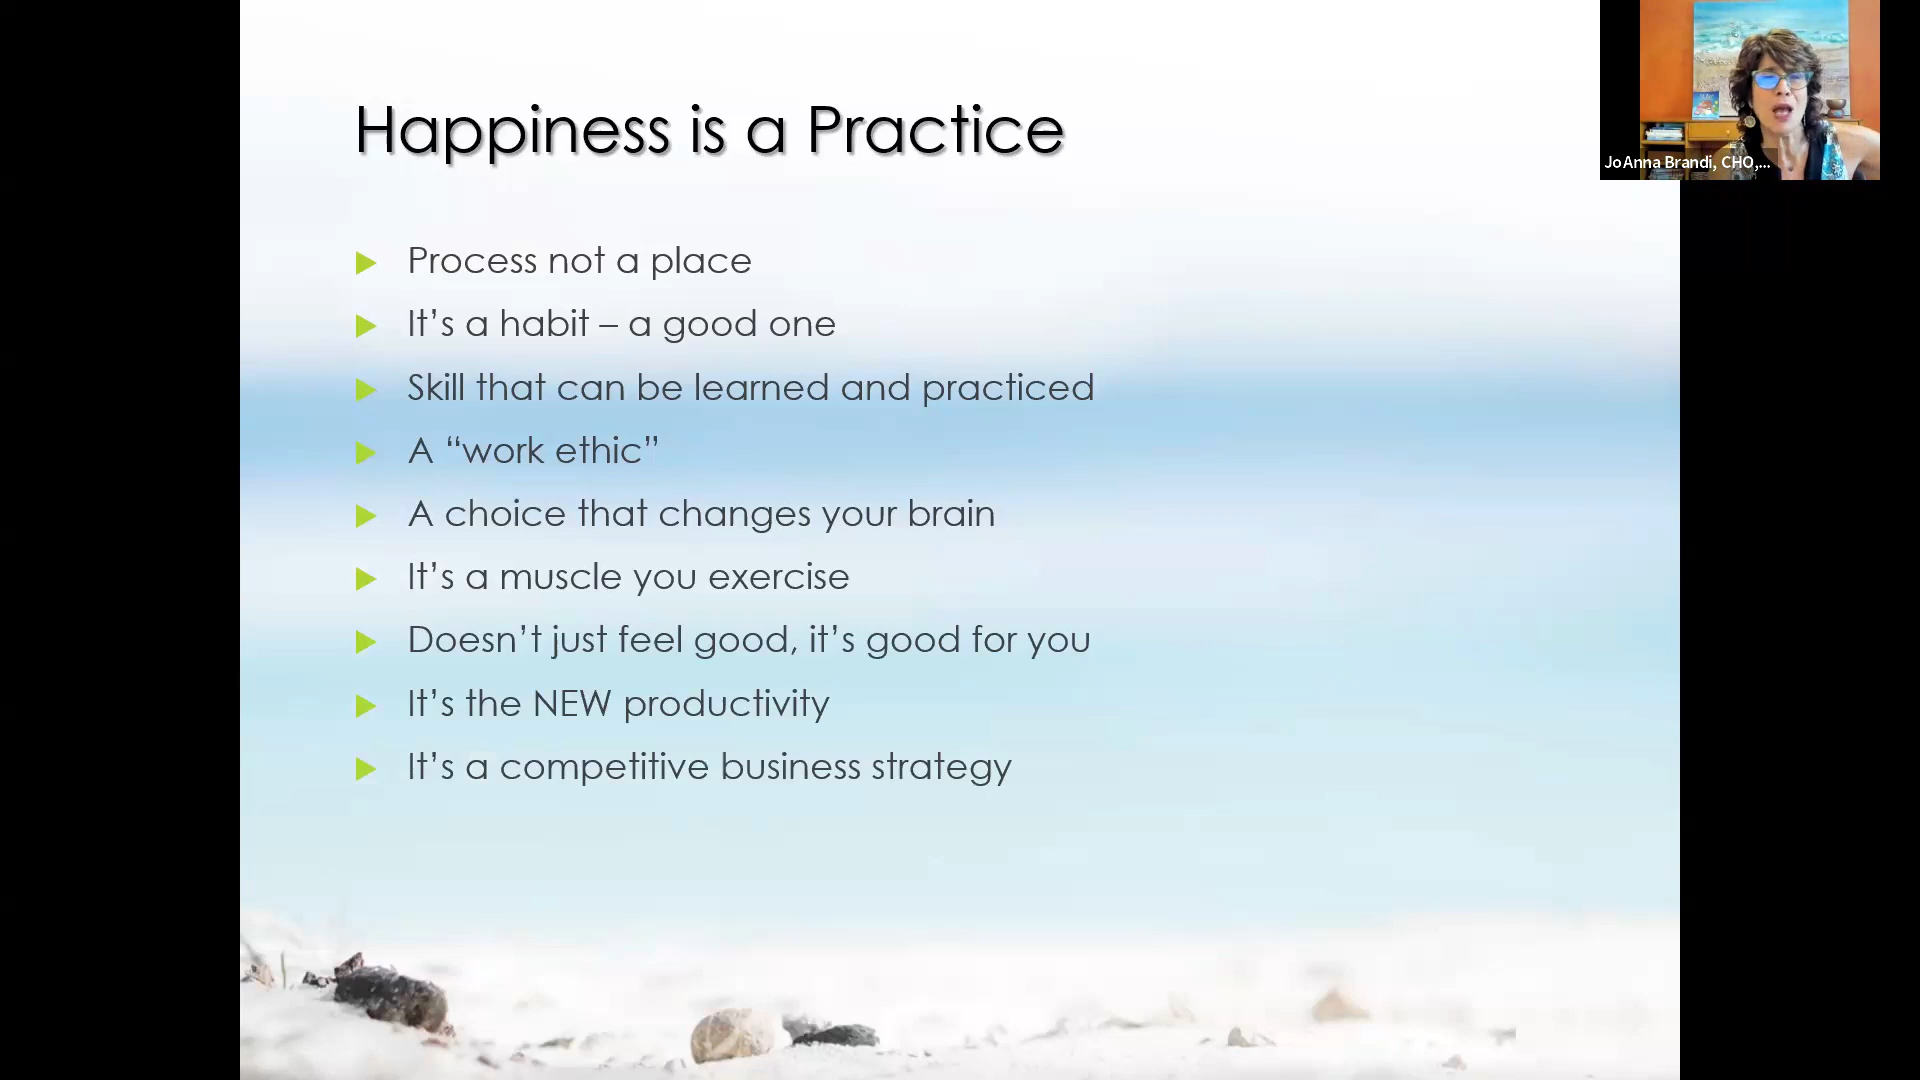 Happiness is a Practice
JoAnna Brandi, CHO,...
Process not a place
It’s a habit – a good one
Skill that can be learned and practiced
A “work ethic”
A choice that changes your brain
It’s a muscle you exercise
Doesn’t just feel good, it’s good for you
It’s the NEW productivity
It’s a competitive business strategy